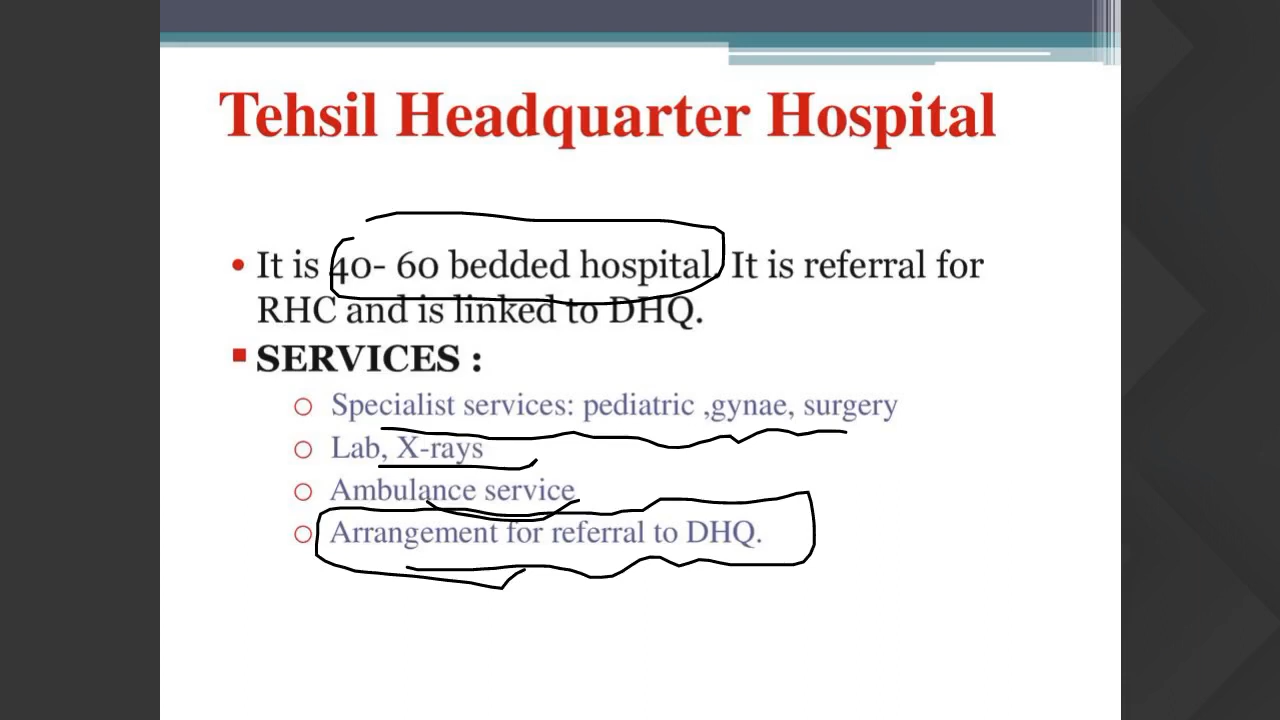 Tehsil Headquarter Hospital
• It is 40- 60 bedded hospital. It is referral for
RHC and is linked to DHQ.
▪ SERVICES :
○ Specialist services: pediatric ,gynae, surgery
○ Lab, X-rays
○ Ambulance service
○ Arrangement for referral to DHQ.